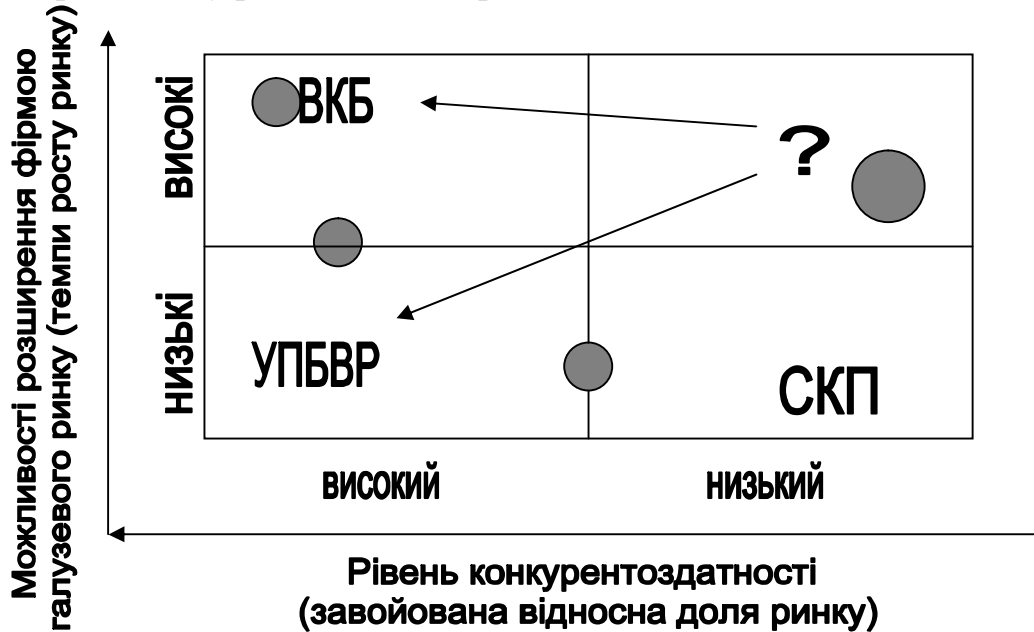 Можливості розширення фірмою
галузевого ринку (темпи росту ринку)
високі
низькі
ВКБ
?
УПБВР
СКП
високий
низький
Рівень конкурентоздатності
(завойована відносна доля ринку)